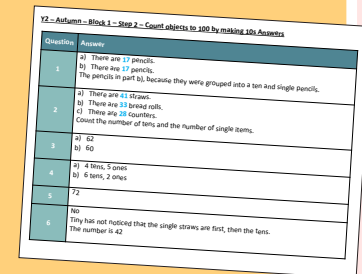 Y2 – Autumn – Block 1 – Step 2 – Count objects to 100 by making 10s Answers
Question Answer
1
a) There are 17 pencils.
b) There are 17 pencils.
The pencils in part b), because they were grouped into a ten and single pencils.
2
a) There are 41 straws.
b) There are 33 bread rolls.
c) There are 28 counters.
Count the number of tens and the number of single items.
3
a) 62
b) 60
4
a) 4 tens, 5 ones
b) 6 tens, 2 ones
5
72
6
No
Tiny has not noticed that the single straws are first, then the tens.
The number is 42